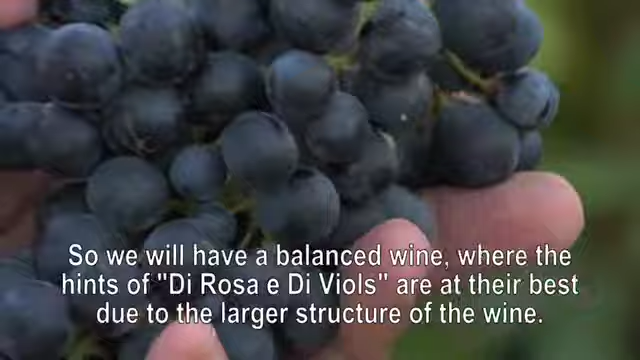 So we will have a balanced wine, where the
hints of "Di Rosa e Di Viols" are at their best
due to the larger structure of the wine.